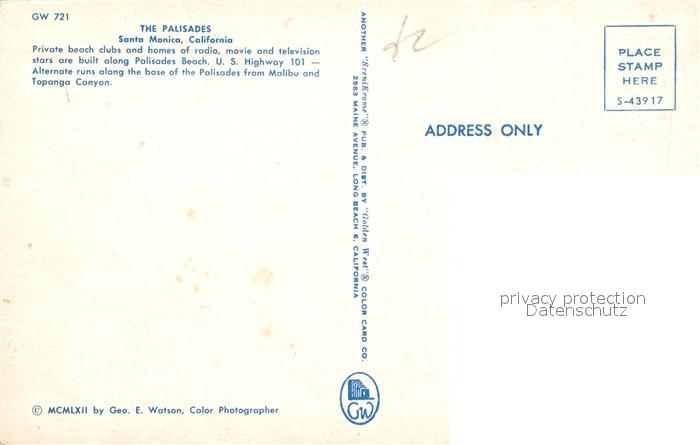 GW 721
THE PALISADES
Santa Monica, California
Private beach clubs and homes of radio, movie and television
stars are built along Palisades Beach. U. S. Highway 101 —
Alternate runs along the base of the Palisades from Malibu and
Topanga Canyon.
© MCMLXII by Geo. E. Watson, Color Photographer
ANOTHER "SceniKrome"® PUB. & DIST. BY "Golden West"® COLOR CARD CO.
2583 MAINE AVENUE, LONG BEACH 6, CALIFORNIA
GW
PLACE
STAMP
HERE
S-43917
ADDRESS ONLY
privacy protection
Datenschutz